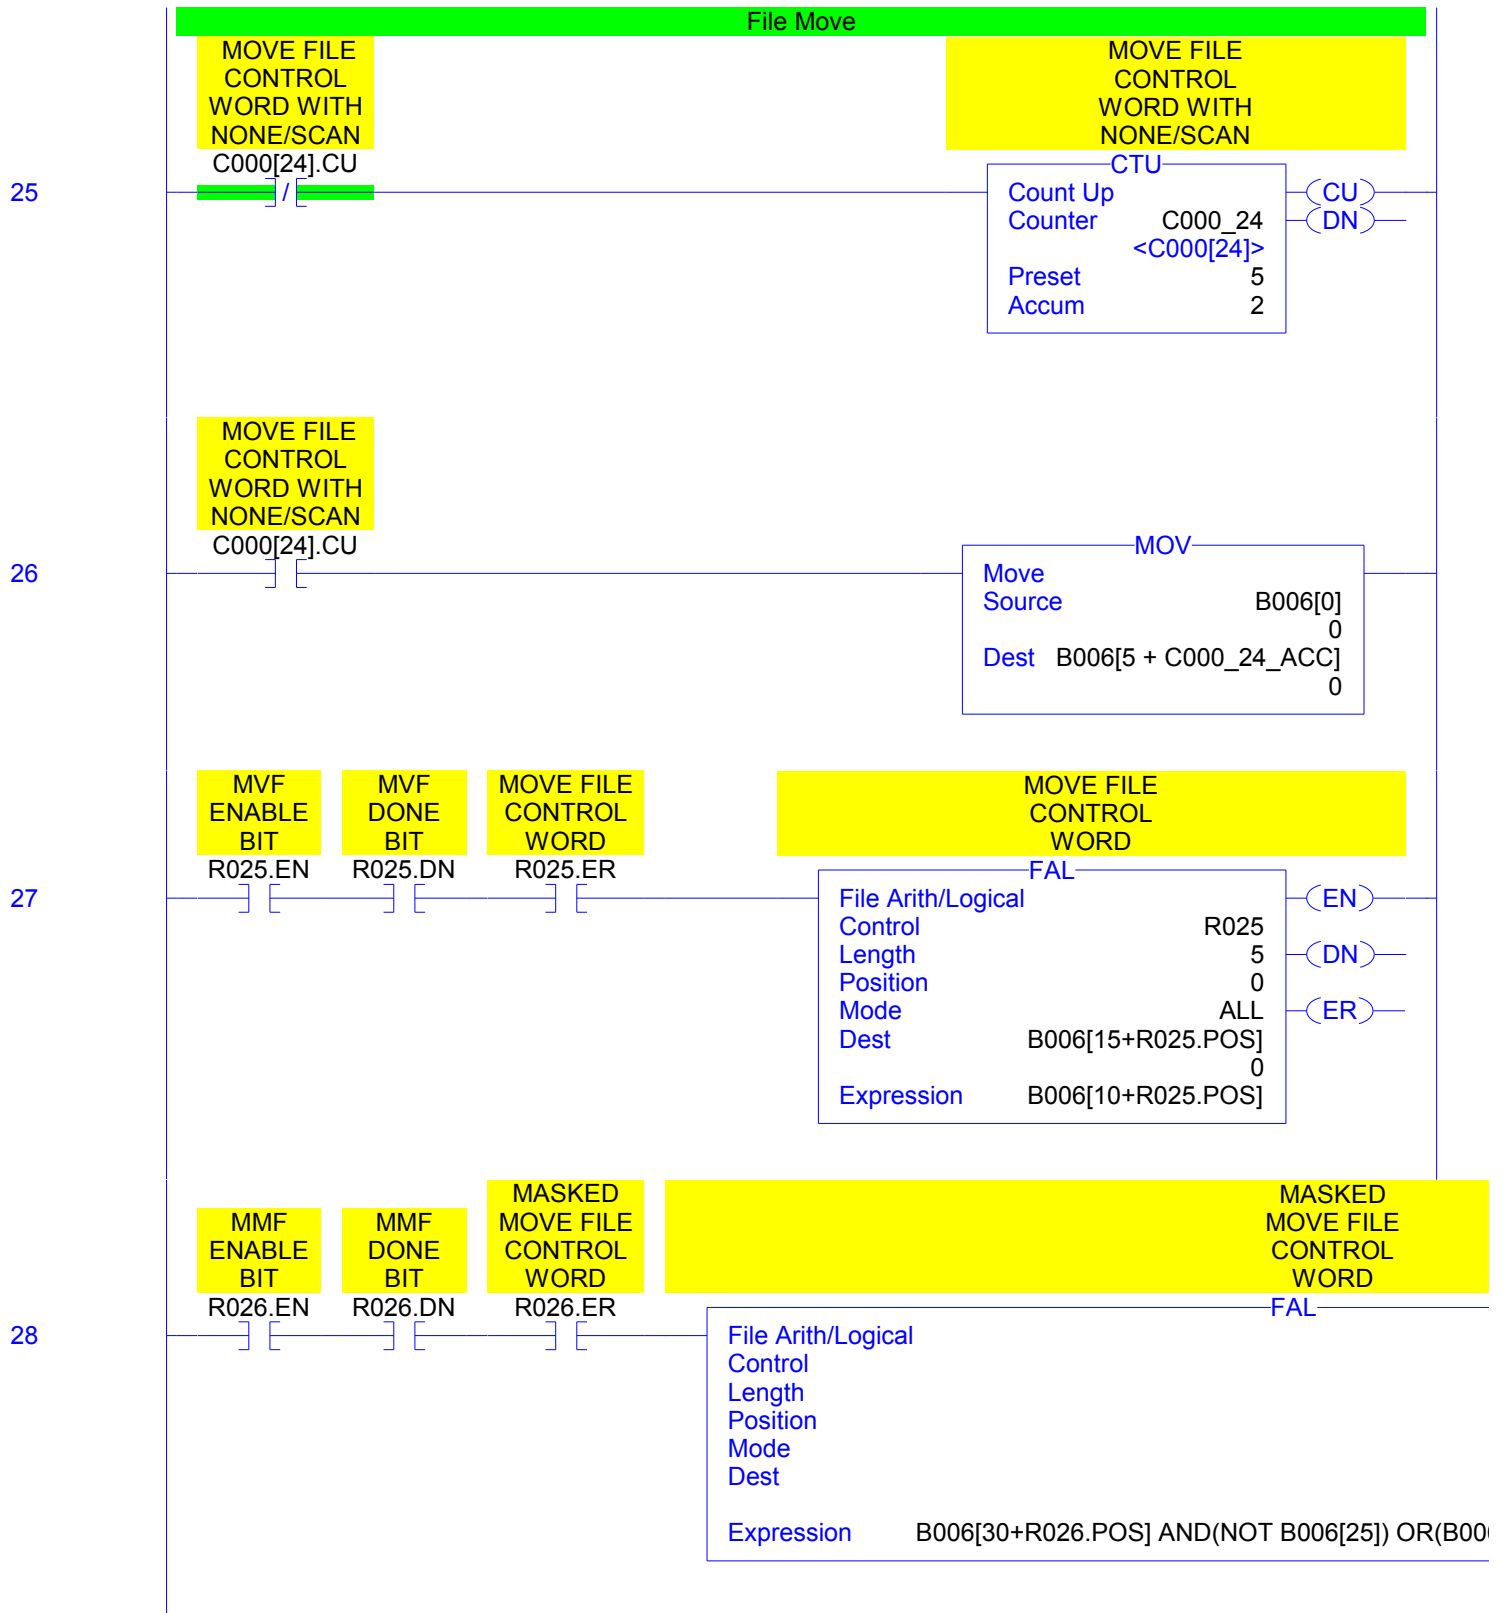 File Move
MOVE FILE
CONTROL
WORD WITH
NONE/SCAN
C000[24].CU
MOVE FILE
CONTROL
WORD WITH
NONE/SCAN
25
/
CTU
Count Up
Counter C000_24
<C000[24]>
Preset 5
Accum 2
CU
DN
MOVE FILE
CONTROL
WORD WITH
NONE/SCAN
C000[24].CU
26
MOV
Move
Source B006[0]
0
Dest B006[5 + C000_24_ACC]
0
MVF
ENABLE
BIT
R025.EN
MVF
DONE
BIT
R025.DN
MOVE FILE
CONTROL
WORD
R025.ER
MOVE FILE
CONTROL
WORD
27
FAL
File Arith/Logical
Control R025
Length 5
Position 0
Mode ALL
Dest B006[15+R025.POS]
0
Expression B006[10+R025.POS]
EN
DN
ER
MMF
ENABLE
BIT
R026.EN
MMF
DONE
BIT
R026.DN
MASKED
MOVE FILE
CONTROL
WORD
R026.ER
MASKED
MOVE FILE
CONTROL
WORD
28
FAL
File Arith/Logical
Control
Length
Position
Mode
Dest
Expression B006[30+R026.POS] AND(NOT B006[25]) OR(B00